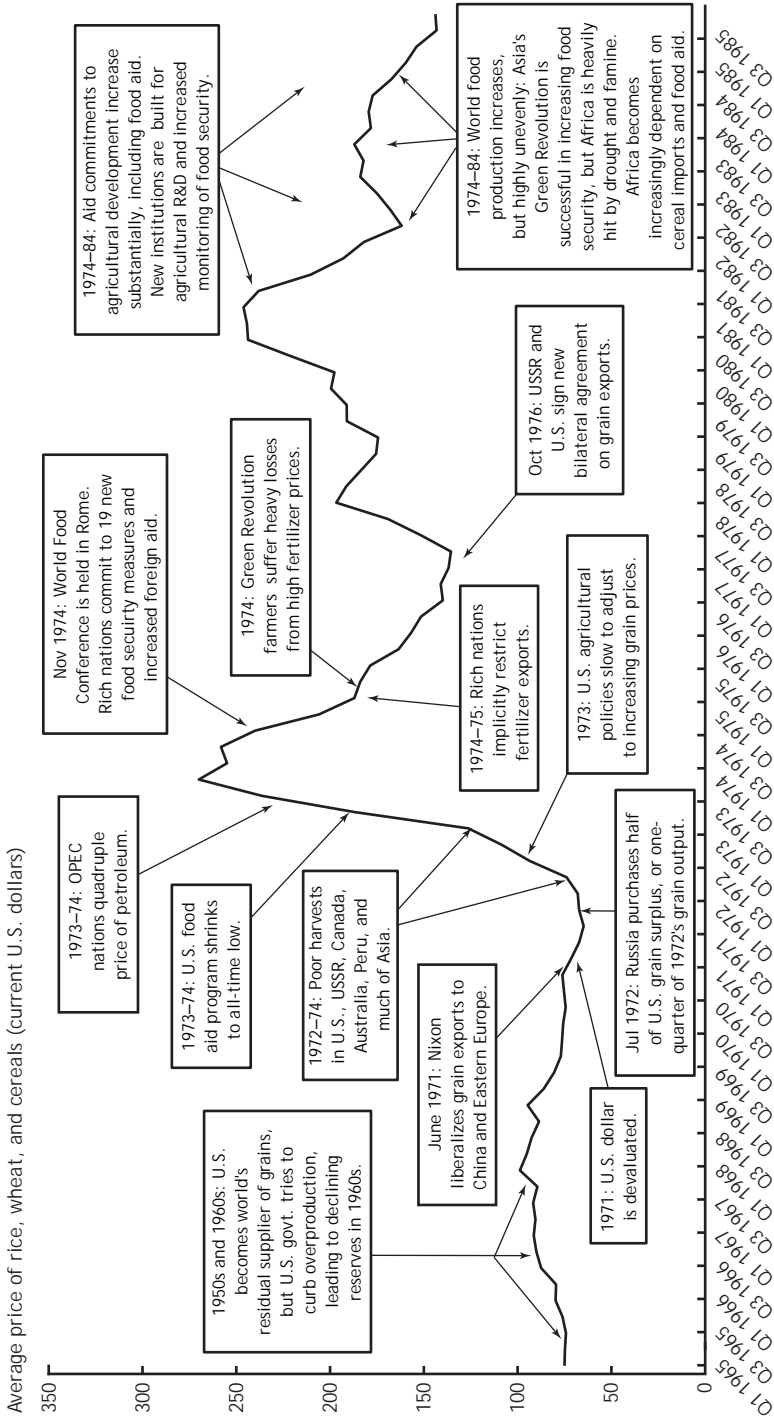 Average price of rice, wheat, and cereals (current U.S. dollars)
350
300
250
200
150
100
50
0
Nov 1974: World Food
Conference is held in Rome.
Rich nations commit to 19 new
food secuirty measures and
increased foreign aid.
1974–84: Aid commitments to
agricultural development increase
substantially, including food aid.
New institutions are built for
agricultural R&D and increased
monitoring of food security.
1973–74: OPEC
nations quadruple
price of petroleum.
1973–74: U.S. food
aid program shrinks
to all-time low.
1974: Green Revolution
farmers suffer heavy losses
from high fertilizer prices.
1950s and 1960s: U.S.
becomes world's
residual supplier of grains,
but U.S. govt. tries to
curb overproduction,
leading to declining
reserves in 1960s.
1972–74: Poor harvests
in U.S., USSR, Canada,
Australia, Peru, and
much of Asia.
June 1971: Nixon
liberalizes grain exports to
China and Eastern Europe.
1974–75: Rich nations
implicitly restrict
fertilizer exports.
Oct 1976: USSR and
U.S. sign new
bilateral agreement
on grain exports.
1974–84: World food
production increases,
but highly unevenly: Asia's
Green Revolution is
successful in increasing food
security, but Africa is heavily
hit by drought and famine.
Africa becomes
increasingly dependent on
cereal imports and food aid.
1971: U.S. dollar
is devaluated.
Jul 1972: Russia purchases half
of U.S. grain surplus, or one-
quarter of 1972's grain output.
1973: U.S. agricultural
policies slow to adjust
to increasing grain prices.
Q1 1965
Q3 1965
Q1 1966
Q3 1966
Q1 1967
Q3 1967
Q1 1968
Q3 1968
Q1 1969
Q3 1969
Q1 1970
Q3 1970
Q1 1971
Q3 1971
Q1 1972
Q3 1972
Q1 1973
Q3 1973
Q1 1974
Q3 1974
Q1 1975
Q3 1975
Q1 1976
Q3 1976
Q1 1977
Q3 1977
Q1 1978
Q3 1978
Q1 1979
Q3 1979
Q1 1980
Q3 1980
Q1 1981
Q3 1981
Q1 1982
Q3 1982
Q1 1983
Q3 1983
Q1 1984
Q3 1984
Q1 1985
Q3 1985